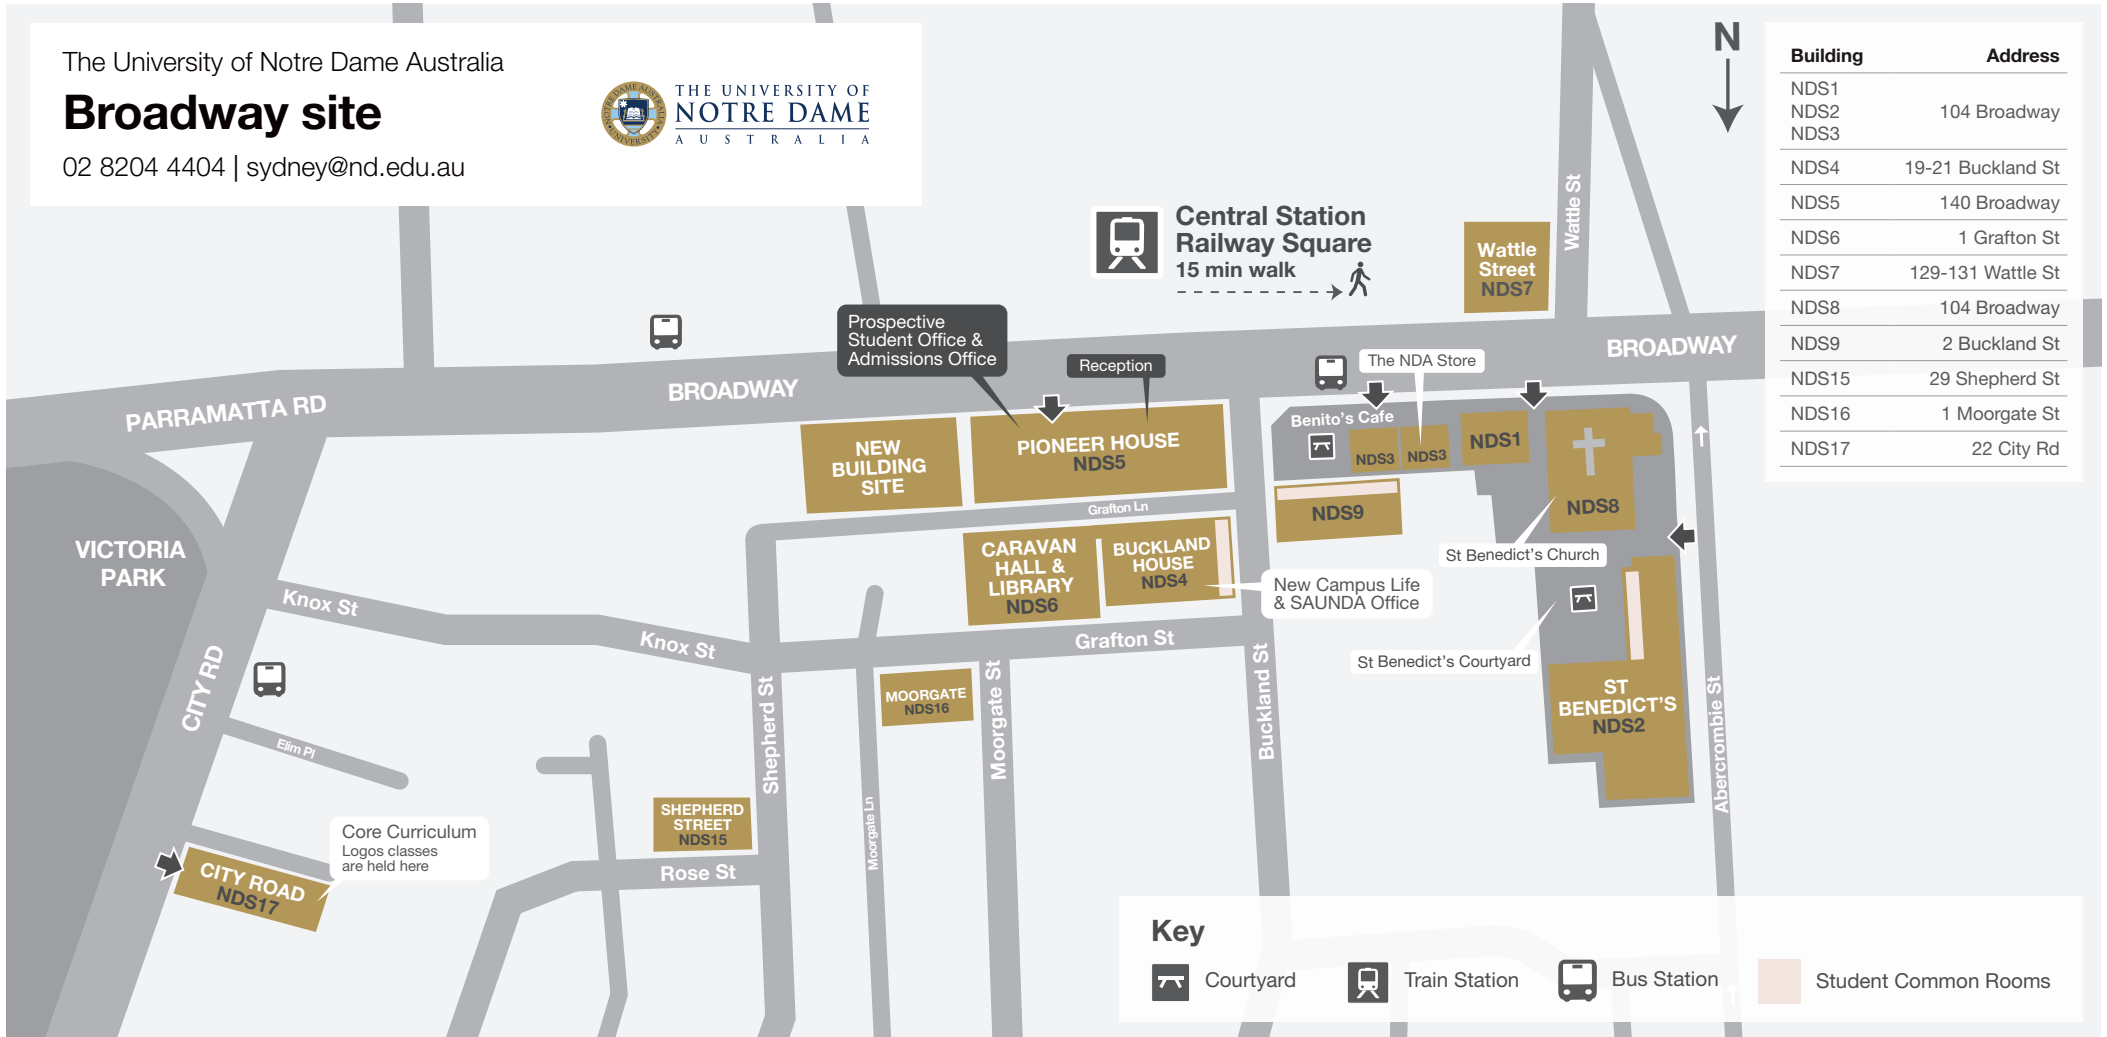 The University of Notre Dame Australia
Broadway site
02 8204 4404 | sydney@nd.edu.au
NOTRE DAME AUSTRALIA
UNIVERSITY
THE UNIVERSITY OF
NOTRE DAME
AUSTRALIA
N
Building Address
NDS1
NDS2
NDS3
104 Broadway
NDS4 19-21 Buckland St
NDS5 140 Broadway
NDS6 1 Grafton St
NDS7 129-131 Wattle St
NDS8 104 Broadway
NDS9 2 Buckland St
NDS15 29 Shepherd St
NDS16 1 Moorgate St
NDS17 22 City Rd
Central Station
Railway Square
15 min walk
Wattle
Street
NDS7
Wattle St
Prospective
Student Office &
Admissions Office
Reception
The NDA Store
BROADWAY
BROADWAY
PARRAMATTA RD
Benito's Cafe
NEW
BUILDING
SITE
PIONEER HOUSE
NDS5
NDS3
NDS3
NDS1
NDS8
Grafton Ln
NDS9
St Benedict's Church
VICTORIA
PARK
CARAVAN
HALL &
LIBRARY
NDS6
BUCKLAND
HOUSE
NDS4
New Campus Life
& SAUNDA Office
Knox St
Knox St
Grafton St
St Benedict's Courtyard
CITY RD
MOORGATE
NDS16
Shepherd St
Moorgate St
Buckland St
ST
BENEDICT'S
NDS2
Abercrombie St
Elim Pl
SHEPHERD
STREET
NDS15
Moorgate Ln
Core Curriculum
Logos classes
are held here
CITY ROAD
NDS17
Rose St
Key
Courtyard
Train Station
Bus Station
Student Common Rooms